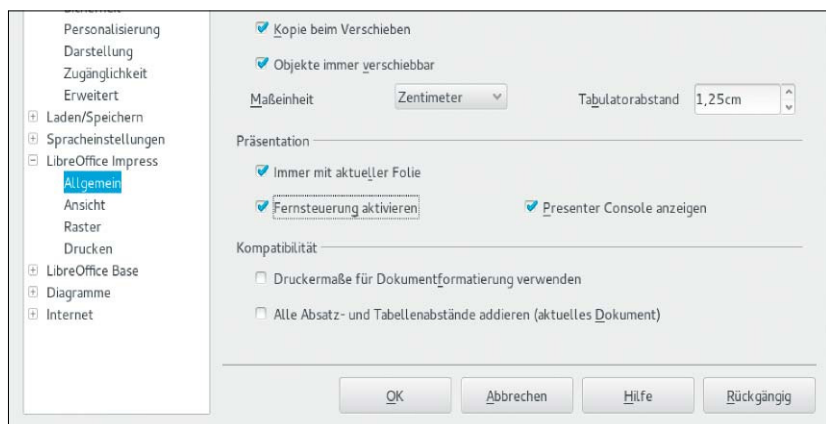 Personalisierung
Darstellung
Zugänglichkeit
Erweitert
Laden/Speichern
Spracheinstellungen
LibreOffice Impress
Allgemein
Ansicht
Raster
Drucken
LibreOffice Base
Diagramme
Internet
Kopie beim Verschieben
Objekte immer verschiebbar
Maßeinheit Zentimeter Tabulatorabstand 1,25cm
Präsentation
Immer mit aktueller Folie
Fernsteuerung aktivieren Presenter Console anzeigen
Kompatibilität
Druckermaße für Dokumentformatierung verwenden
Alle Absatz- und Tabellenabstände addieren (aktuelles Dokument)
OK Abbrechen Hilfe Rückgängig